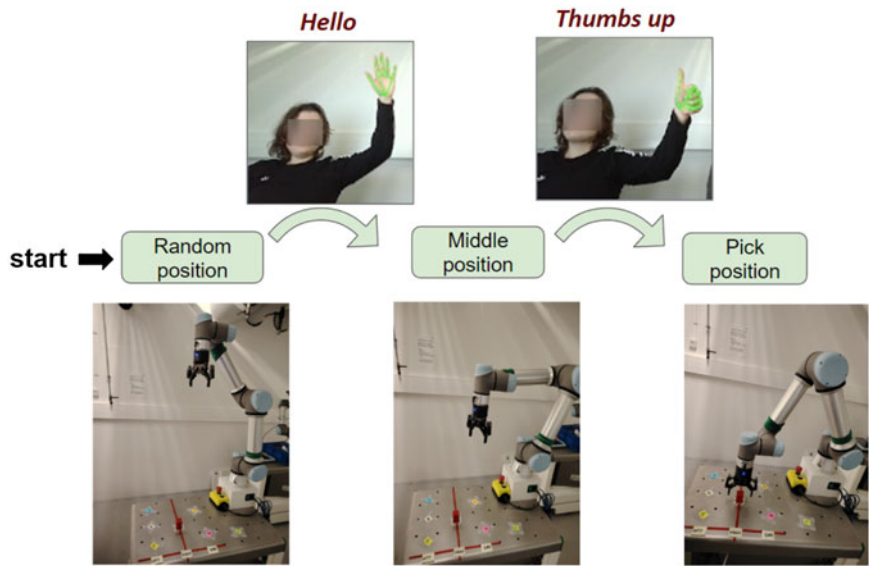 Hello
Thumbs up
start
Random
position
Middle
position
Pick
position